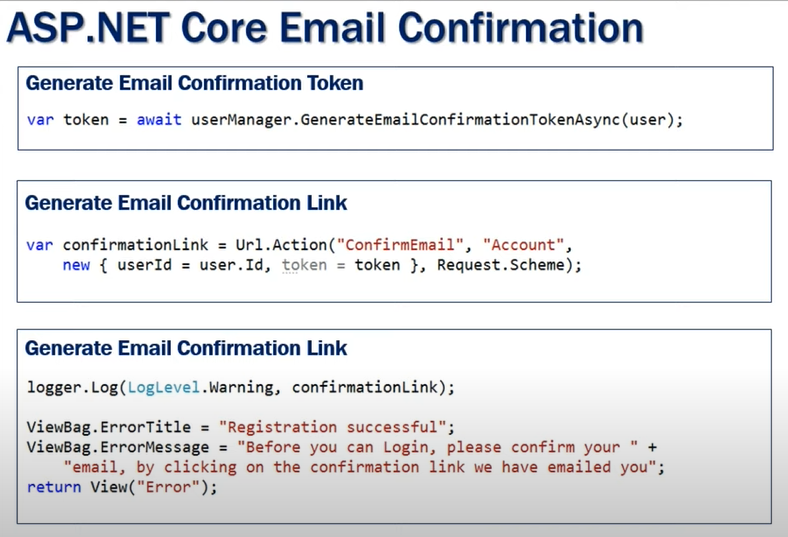 ASP.NET Core Email Confirmation
Generate Email Confirmation Token
var token = await userManager.GenerateEmailConfirmationTokenAsync(user);
Generate Email Confirmation Link
var confirmationLink = Url.Action("ConfirmEmail", "Account",
new { userId = user.Id, token = token }, Request.Scheme);
Generate Email Confirmation Link
logger.Log(LogLevel.Warning, confirmationLink);
ViewBag.ErrorTitle = "Registration successful";
ViewBag.ErrorMessage = "Before you can Login, please confirm your " +
"email, by clicking on the confirmation link we have emailed you";
return View("Error");